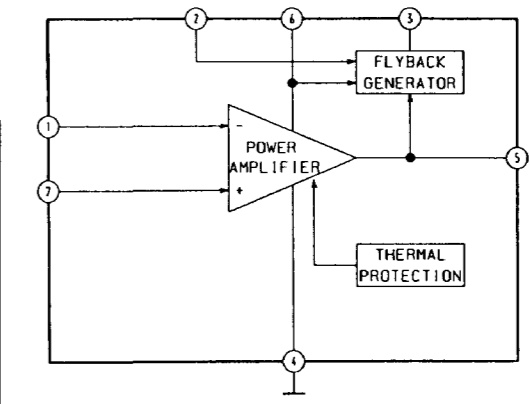 2
6
3
FLYBACK
GENERATOR
1
-
POWER
AMPLIFIER
5
7
+
THERMAL
PROTECTION
4